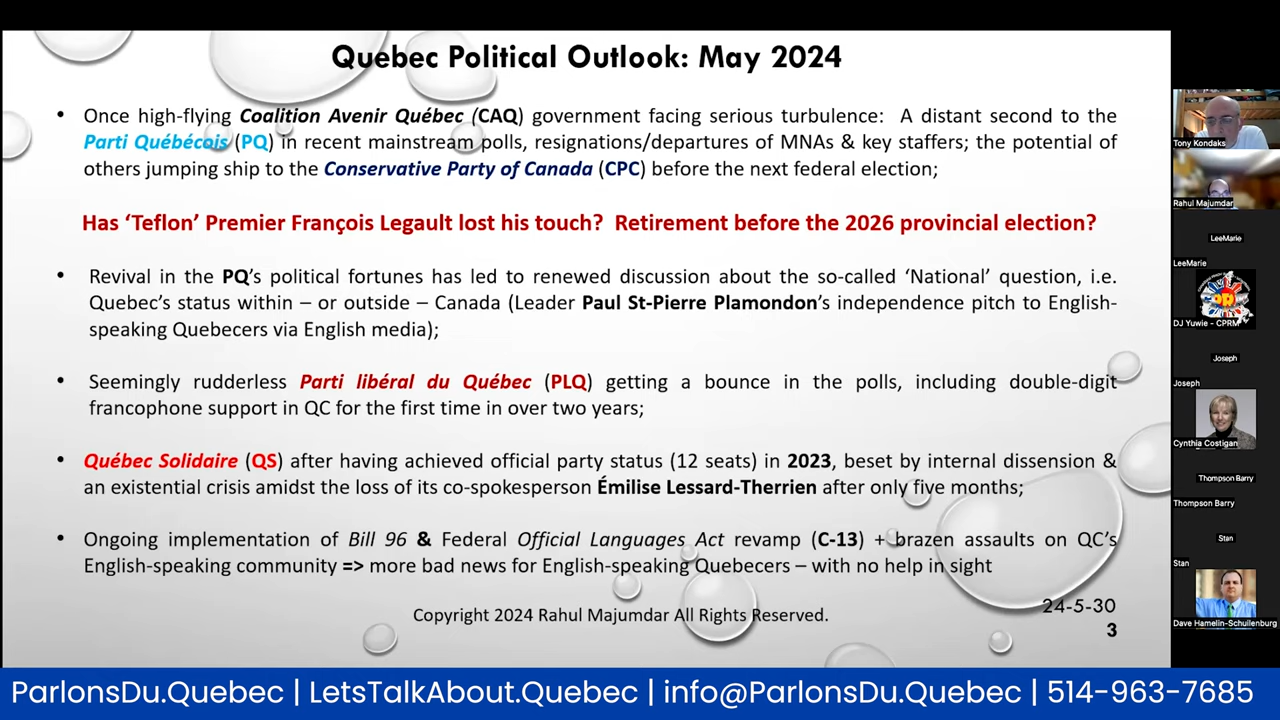 Quebec Political Outlook: May 2024
• Once high-flying Coalition Avenir Québec (CAQ) government facing serious turbulence: A distant second to the
Parti Québécois (PQ) in recent mainstream polls, resignations/departures of MNAs & key staffers; the potential of
others jumping ship to the Conservative Party of Canada (CPC) before the next federal election;
Has ‘Teflon’ Premier François Legault lost his touch? Retirement before the 2026 provincial election?
• Revival in the PQ’s political fortunes has led to renewed discussion about the so-called ‘National’ question, i.e.
Quebec’s status within – or outside – Canada (Leader Paul St-Pierre Plamondon’s independence pitch to English-
speaking Quebecers via English media);
• Seemingly rudderless Parti libéral du Québec (PLQ) getting a bounce in the polls, including double-digit
francophone support in QC for the first time in over two years;
• Québec Solidaire (QS) after having achieved official party status (12 seats) in 2023, beset by internal dissension &
an existential crisis amidst the loss of its co-spokesperson Émilise Lessard-Therrien after only five months;
• Ongoing implementation of Bill 96 & Federal Official Languages Act revamp (C-13) + brazen assaults on QC’s
English-speaking community => more bad news for English-speaking Quebecers – with no help in sight
Copyright 2024 Rahul Majumdar All Rights Reserved.
24-5-30
3
Tony Kondaks
Rahul Majumdar
LeeMarie
LeeMarie
DJ Yuwie - CPRM
Joseph
Joseph
Cynthia Costigan
Thompson Barry
Thompson Barry
Stan
Stan
Dave Hamelin-Schuilenburg
ParlonsDu.Quebec | LetsTalkAbout.Quebec | info@ParlonsDu.Quebec | 514-963-7685